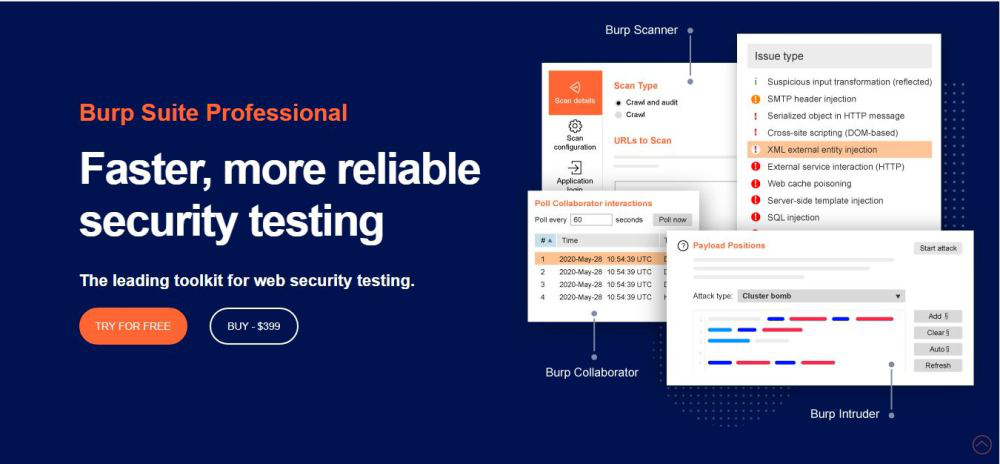 Burp Suite Professional
Faster, more reliable
security testing
The leading toolkit for web security testing.
TRY FOR FREE
BUY - $399
Burp Scanner
Scan details
Scan
configuration
Application
login
Scan Type
Crawl and audit
Crawl
URLs to Scan
Issue type
Suspicious input transformation (reflected)
SMTP header injection
Serialized object in HTTP message
Cross-site scripting (DOM-based)
XML external entity injection
External service interaction (HTTP)
Web cache poisoning
Server-side template injection
SQL injection
Poll Collaborator interactions
Poll every 60 seconds Poll now
# Time T
1 2020-May-28 10:54:39 UTC D
2 2020-May-28 10:54:39 UTC D
3 2020-May-28 10:54:39 UTC D
4 2020-May-28 10:54:39 UTC H
Burp Collaborator
? Payload Positions
Start attack
Attack type: Cluster bomb
Add §
Clear §
Auto §
Refresh
Burp Intruder